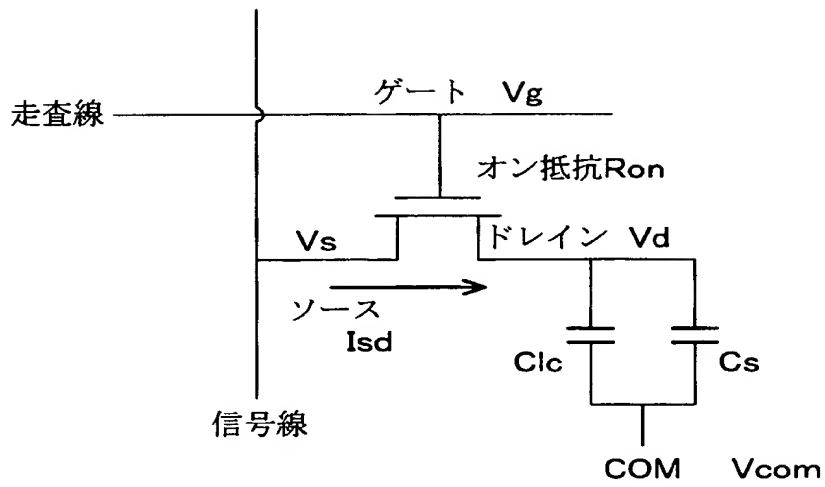 ゲート Vg
走査線
オン抵抗Ron
Vs
ドレイン Vd
ソース
Isd
Clc
Cs
信号線
COM Vcom